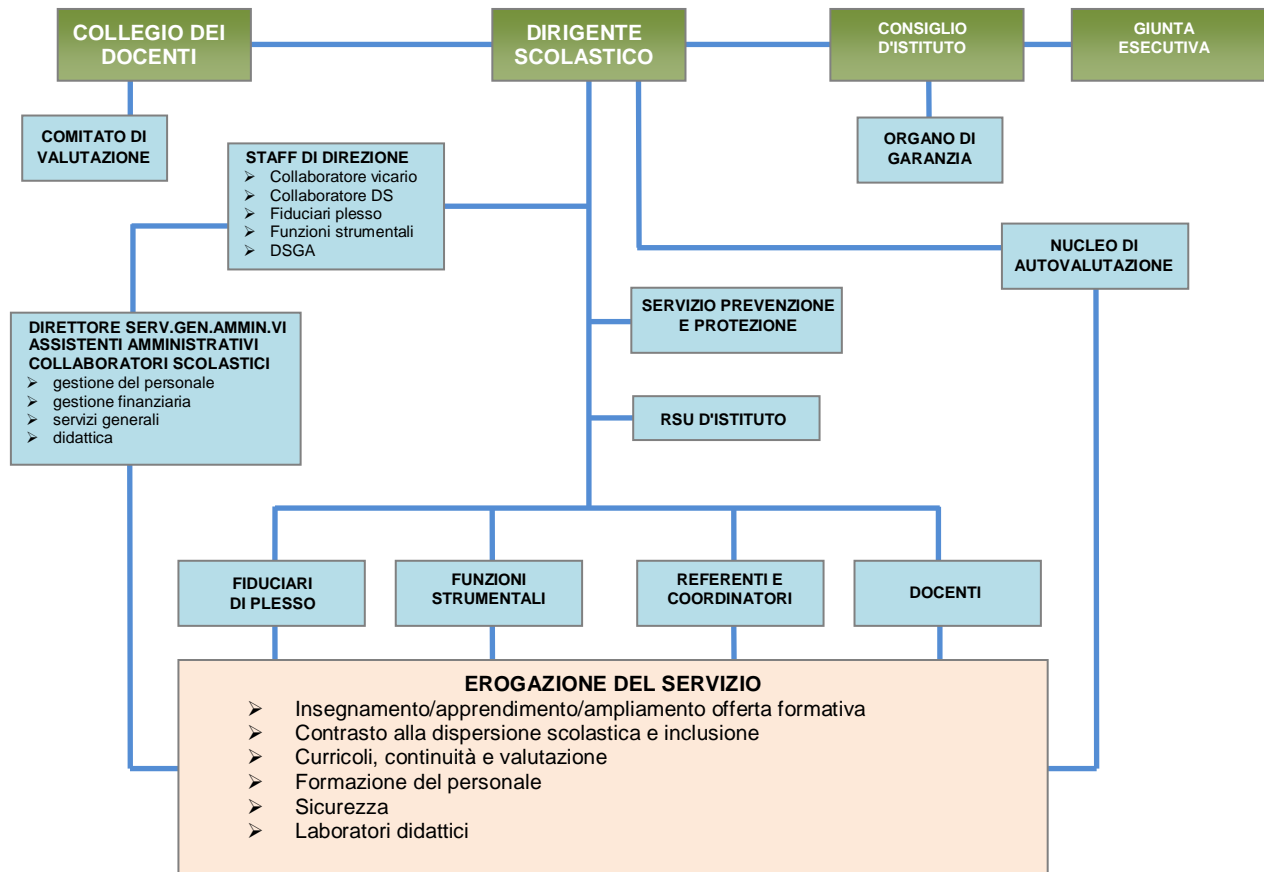 COLLEGIO DEI
DOCENTI
DIRIGENTE
SCOLASTICO
CONSIGLIO
D'ISTITUTO
GIUNTA
ESECUTIVA
COMITATO DI
VALUTAZIONE
ORGANO DI
GARANZIA
STAFF DI DIREZIONE
➢ Collaboratore vicario
➢ Collaboratore DS
➢ Fiduciari plesso
➢ Funzioni strumentali
➢ DSGA
NUCLEO DI
AUTOVALUTAZIONE
SERVIZIO PREVENZIONE
E PROTEZIONE
DIRETTORE SERV.GEN.AMMIN.VI
ASSISTENTI AMMINISTRATIVI
COLLABORATORI SCOLASTICI
➢ gestione del personale
➢ gestione finanziaria
➢ servizi generali
➢ didattica
RSU D'ISTITUTO
FIDUCIARI
DI PLESSO
FUNZIONI
STRUMENTALI
REFERENTI E
COORDINATORI
DOCENTI
EROGAZIONE DEL SERVIZIO
➢ Insegnamento/apprendimento/ampliamento offerta formativa
➢ Contrasto alla dispersione scolastica e inclusione
➢ Curricoli, continuità e valutazione
➢ Formazione del personale
➢ Sicurezza
➢ Laboratori didattici